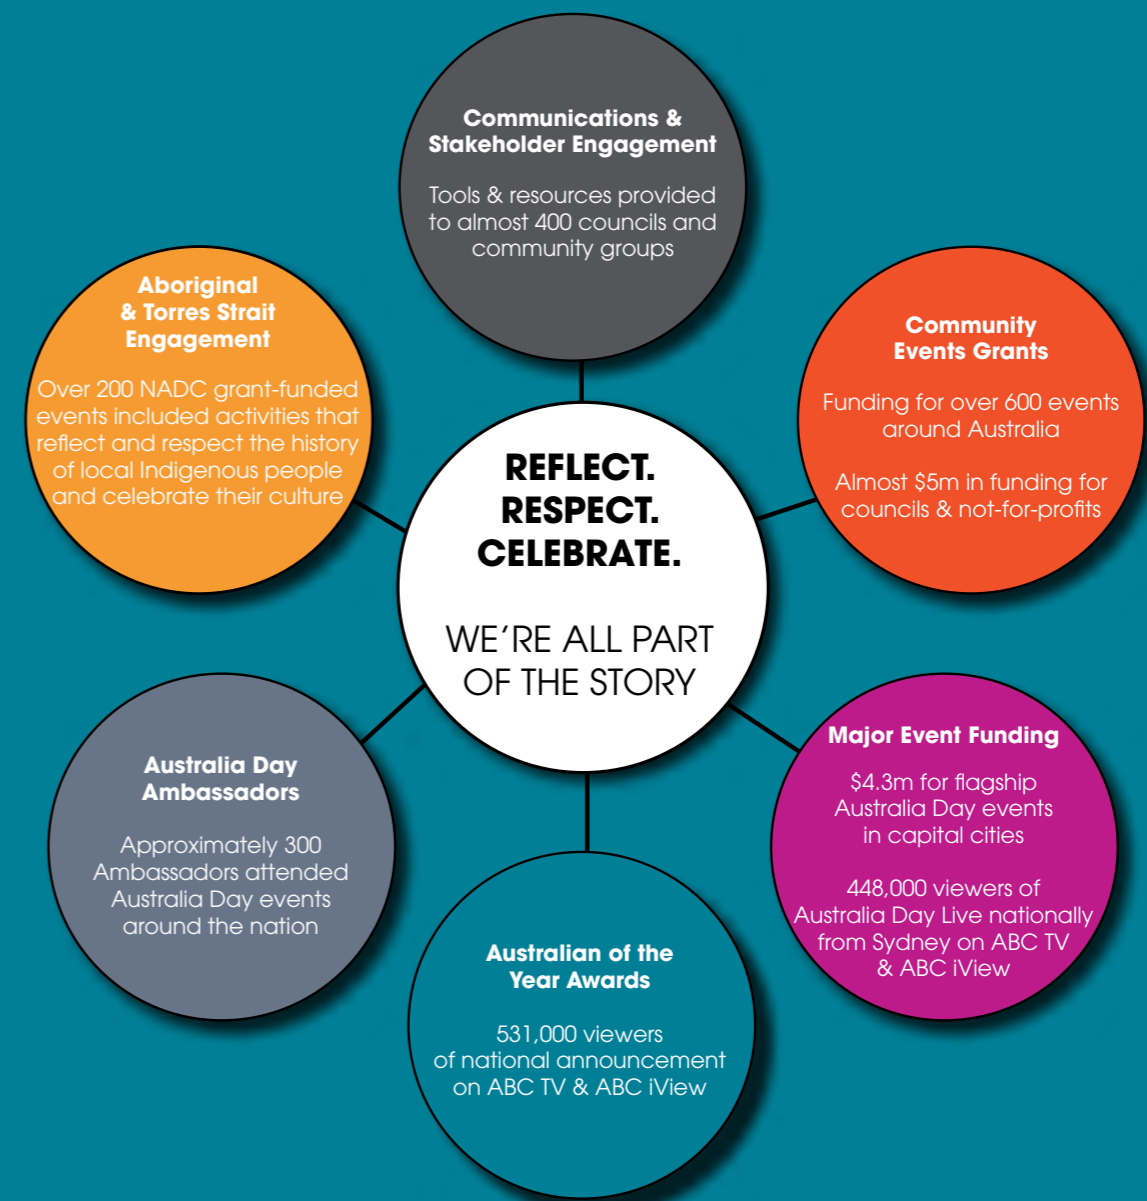 Communications &
Stakeholder Engagement
Tools & resources provided
to almost 400 councils and
community groups
Aboriginal
& Torres Strait
Engagement
Over 200 NADC grant-funded
events included activities that
reflect and respect the history
of local Indigenous people
and celebrate their culture
Community
Events Grants
Funding for over 600 events
around Australia
Almost $5m in funding for
councils & not-for-profits
REFLECT.
RESPECT.
CELEBRATE.
WE'RE ALL PART
OF THE STORY
Australia Day
Ambassadors
Approximately 300
Ambassadors attended
Australia Day events
around the nation
Major Event Funding
$4.3m for flagship
Australia Day events
in capital cities
448,000 viewers of
Australia Day Live nationally
from Sydney on ABC TV
& ABC iView
Australian of the
Year Awards
531,000 viewers
of national announcement
on ABC TV & ABC iView